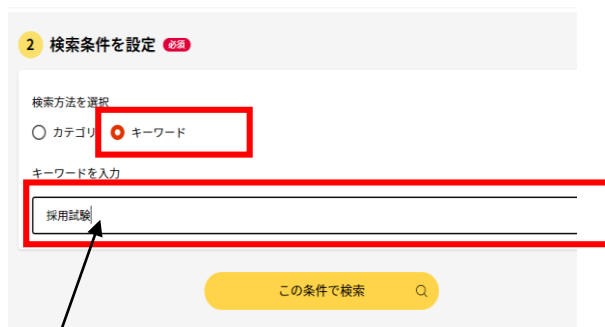 2 検索条件を設定 必須
検索方法を選択
カテゴリ キーワード
キーワードを入力
採用試験
この条件で検索